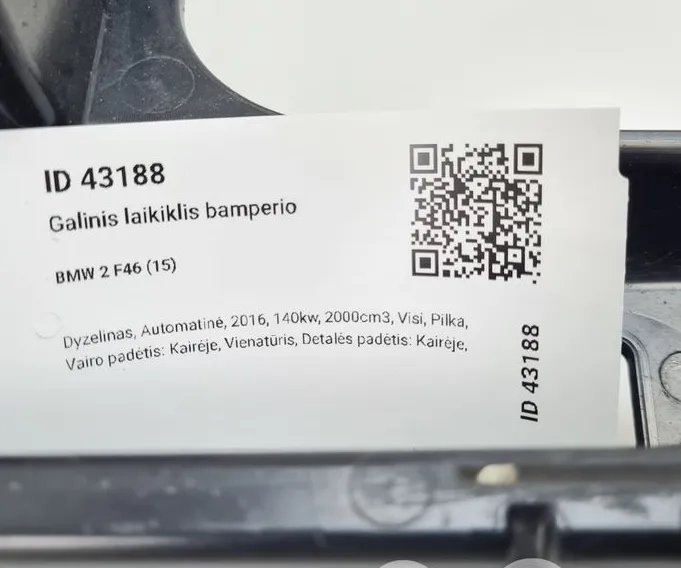 ID 43188
Galinis laikiklis bamperio
BMW 2 F46 (15)
Dyzelinas, Automatinė, 2016, 140kw, 2000cm3, Visi, Pilka,
Vairo padėtis: Kairėje, Vienatūris, Detalės padėtis: Kairėje,
ID 43188